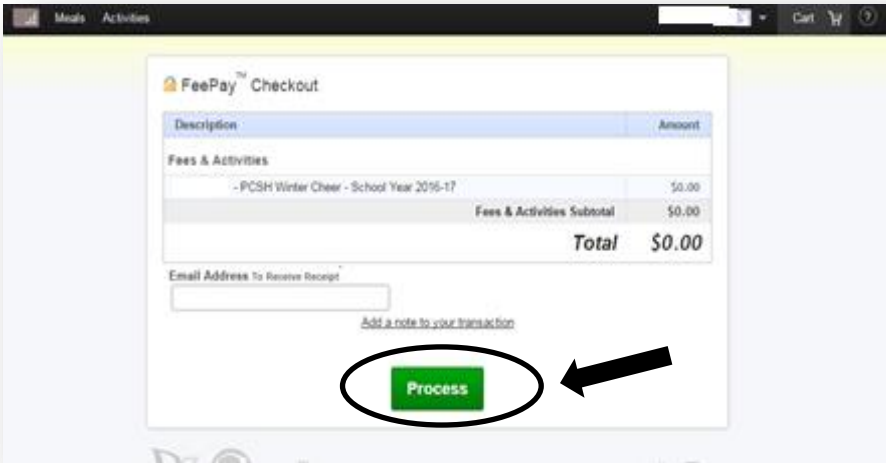 Meals Activities Cart
FeePay™ Checkout
Description Amount
Fees & Activities
- PCSH Winter Cheer - School Year 2016-17 $0.00
Fees & Activities Subtotal $0.00
Total $0.00
Email Address To Receive Receipt
Add a note to your transaction
Process